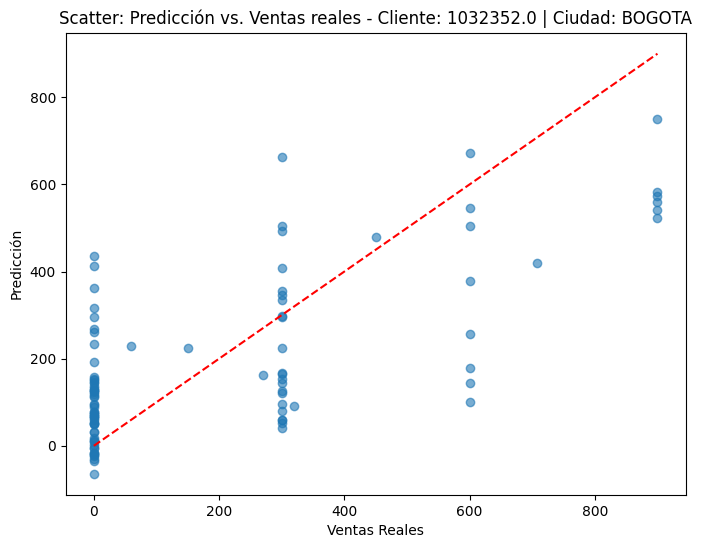 Scatter: Predicción vs. Ventas reales - Cliente: 1032352.0 | Ciudad: BOGOTA
Predicción
800
600
400
200
0
0 200 400 600 800
Ventas Reales